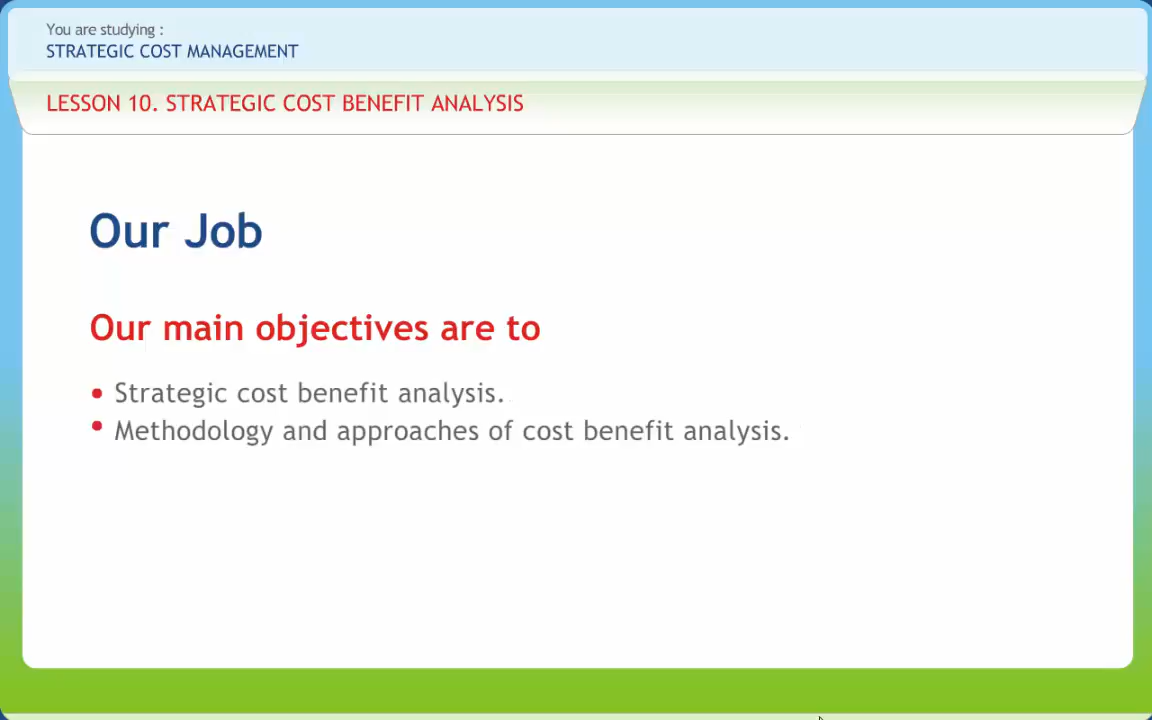 You are studying :
STRATEGIC COST MANAGEMENT
LESSON 10. STRATEGIC COST BENEFIT ANALYSIS
Our Job
Our main objectives are to
• Strategic cost benefit analysis.
• Methodology and approaches of cost benefit analysis.